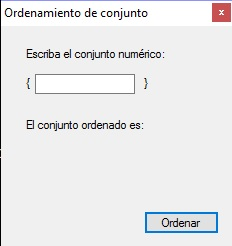 Ordenamiento de conjunto x
Escriba el conjunto numérico:
{ }
El conjunto ordenado es:
Ordenar